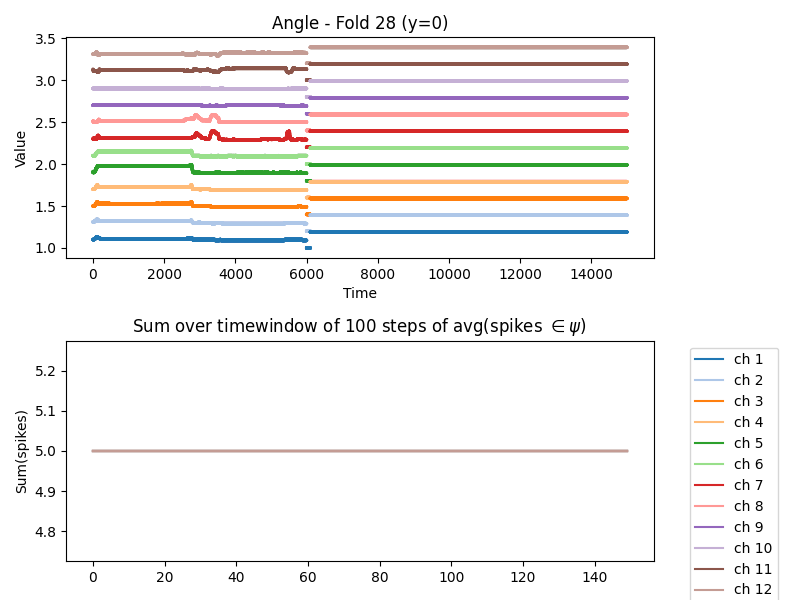 Angle - Fold 28 (y=0)
3.5
3.0
2.5
2.0
1.5
1.0
Value
0 2000 4000 6000 8000 10000 12000 14000
Time
Sum over timewindow of 100 steps of avg(spikes ∈ ψ)
5.2
5.1
5.0
4.9
4.8
Sum(spikes)
0 20 40 60 80 100 120 140
ch 1
ch 2
ch 3
ch 4
ch 5
ch 6
ch 7
ch 8
ch 9
ch 10
ch 11
ch 12